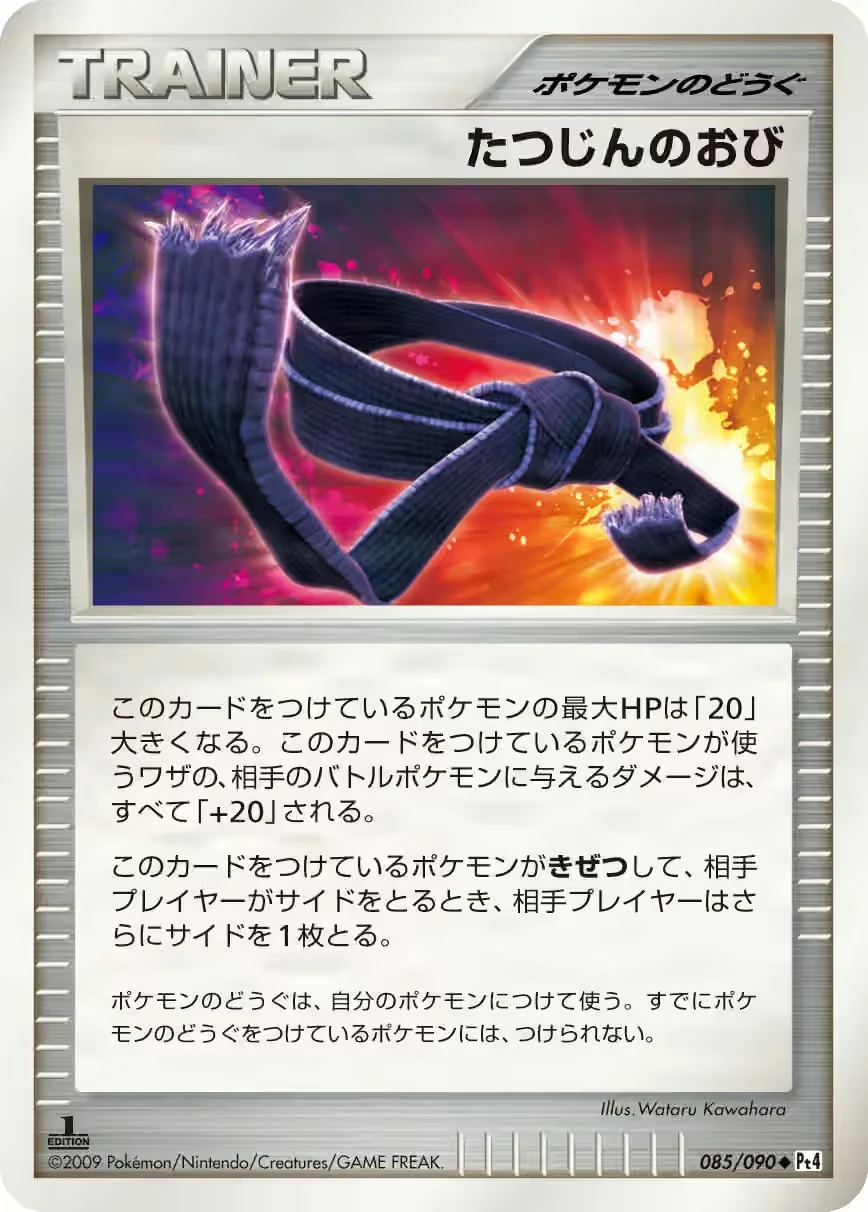 TRAINER
ポケモンのどうぐ
たつじんのおび
このカードをつけているポケモンの最大HPは「20」
大きくなる。このカードをつけているポケモンが使
うワザの、相手のバトルポケモンに与えるダメージは、
すべて「+20」される。
このカードをつけているポケモンがきぜつして、相手
プレイヤーがサイドをとるとき、相手プレイヤーはさ
らにサイドを1枚とる。
ポケモンのどうぐは、自分のポケモンにつけて使う。すでにポケ
モンのどうぐをつけているポケモンには、つけられない。
Illus. Wataru Kawahara
1
EDITION
©2009 Pokémon/Nintendo/Creatures/GAME FREAK.
085/090◆ Pt4